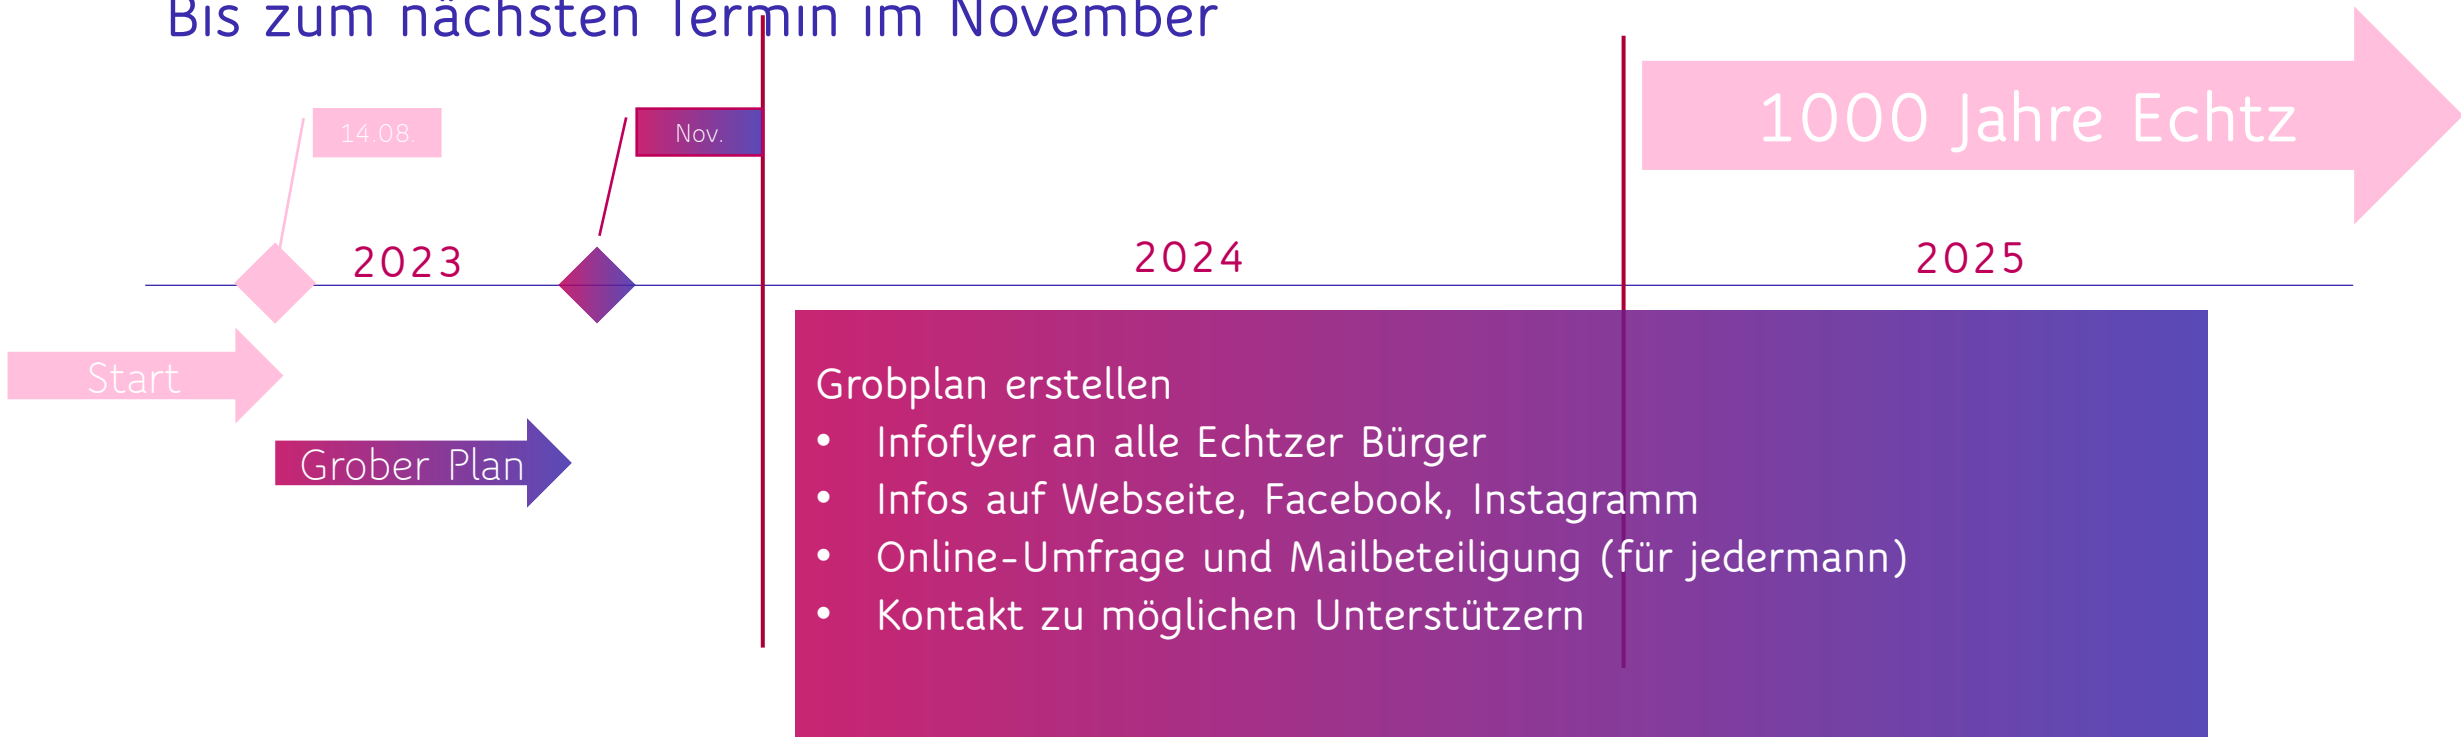 Bis zum nächsten Termin im November
1000 Jahre Echtz
14.08.
Nov.
2023
2024
2025
Start
Grober Plan
Grobplan erstellen
• Infoflyer an alle Echtzer Bürger
• Infos auf Webseite, Facebook, Instagramm
• Online-Umfrage und Mailbeteiligung (für jedermann)
• Kontakt zu möglichen Unterstützern